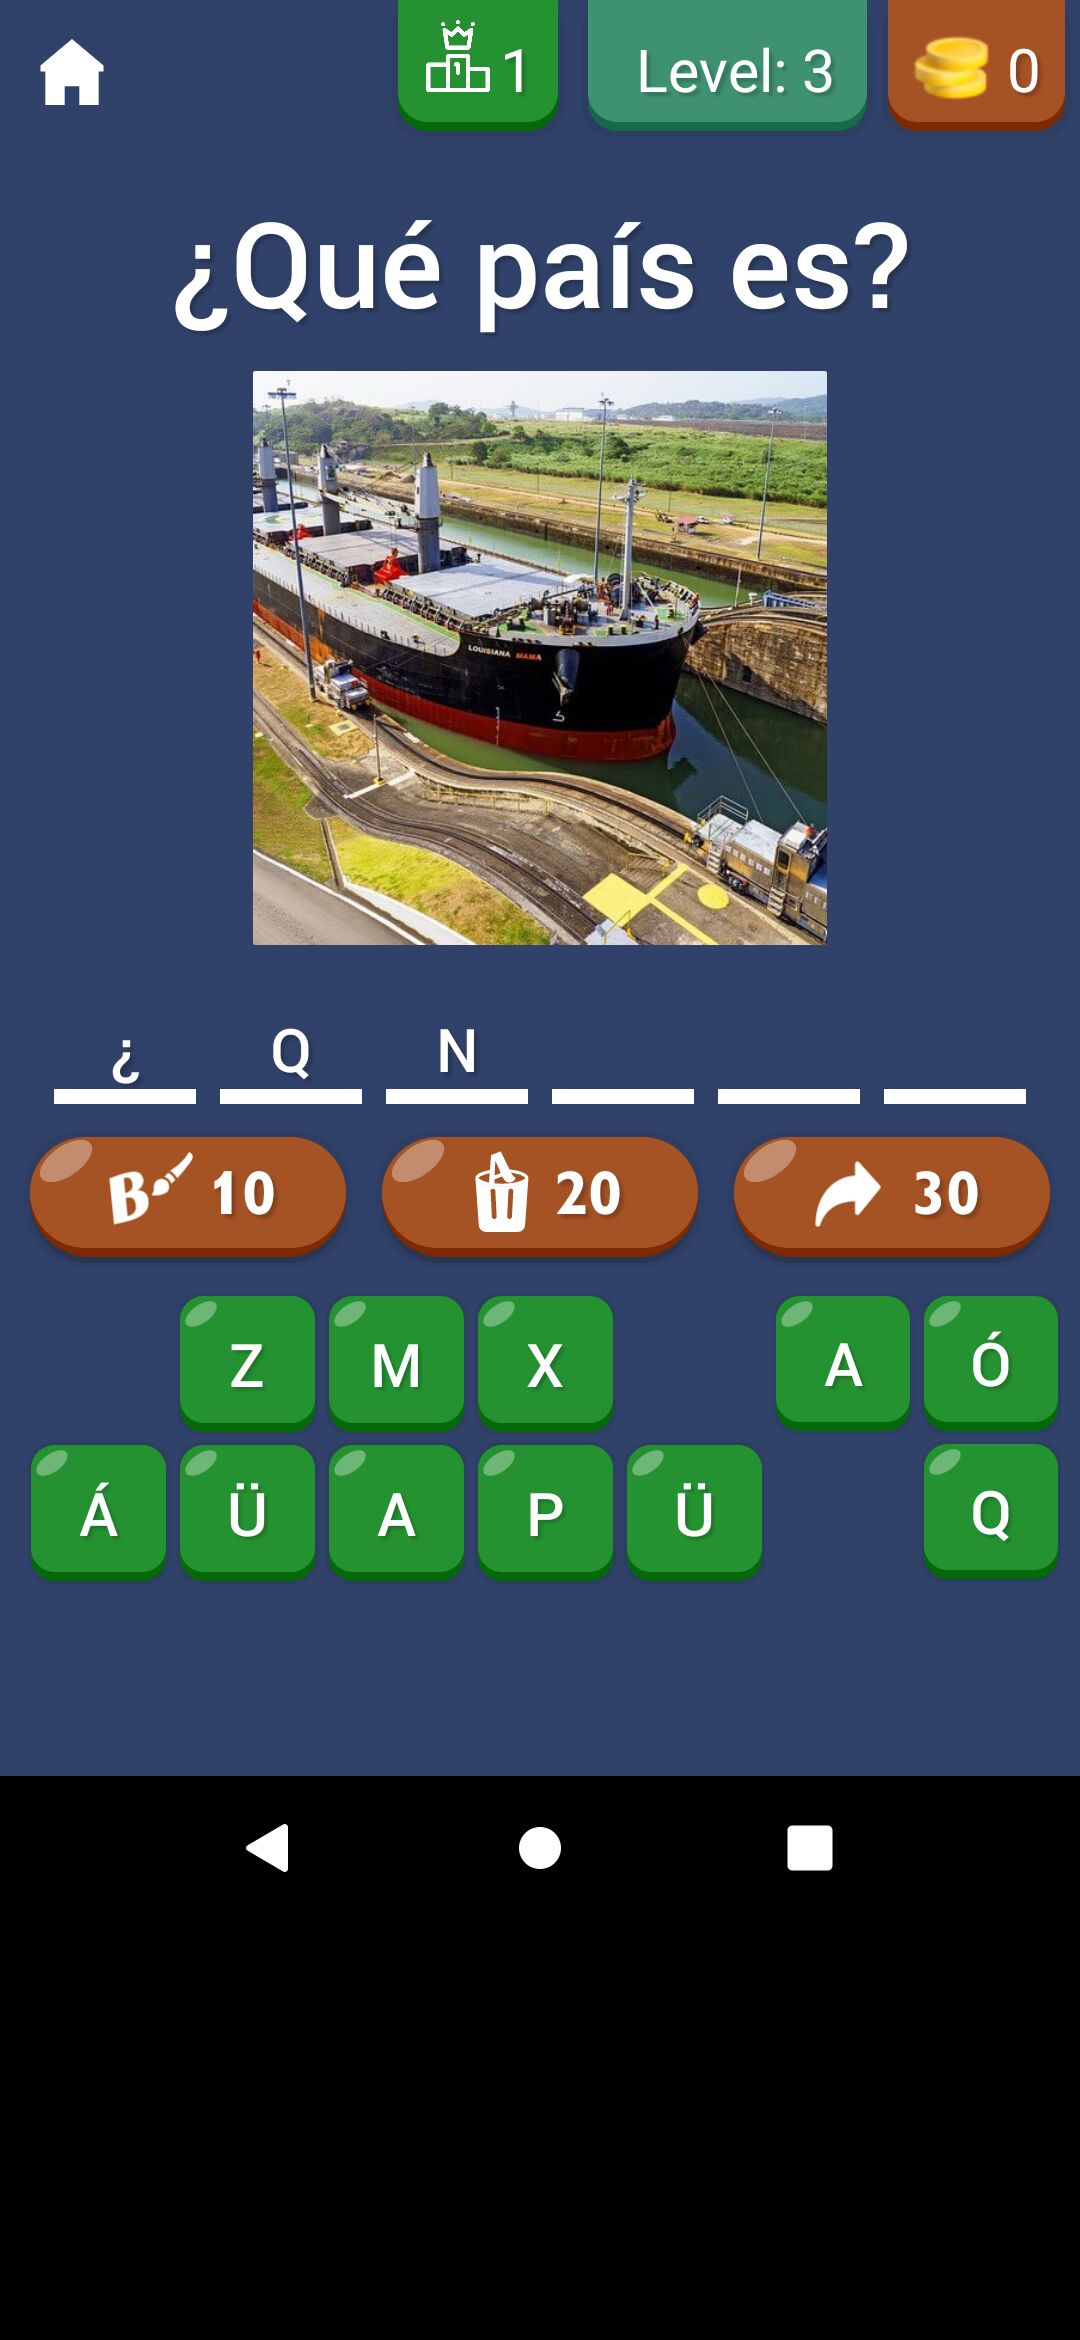 1 Level: 3 0
¿Qué país es?
LOUISIANA MAMA
¿ Q N
B 10 20 30
Z M X A Ó
Á Ü A P Ü Q